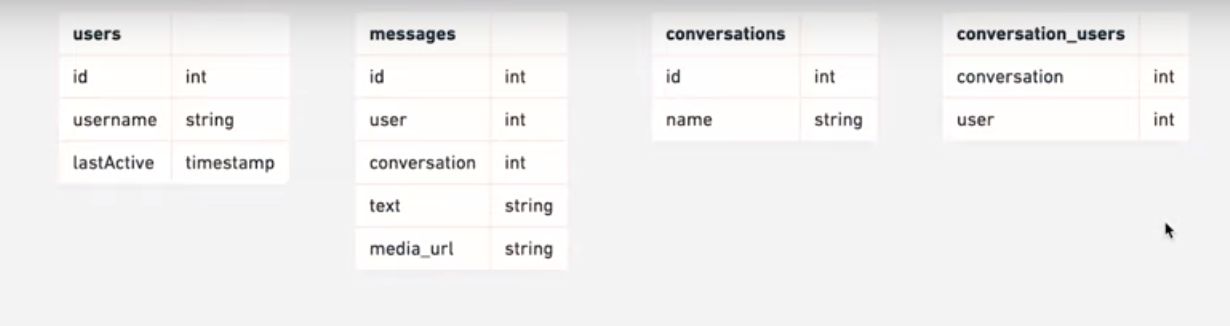 users
id int
username string
lastActive timestamp
messages
id int
user int
conversation int
text string
media_url string
conversations
id int
name string
conversation_users
conversation int
user int